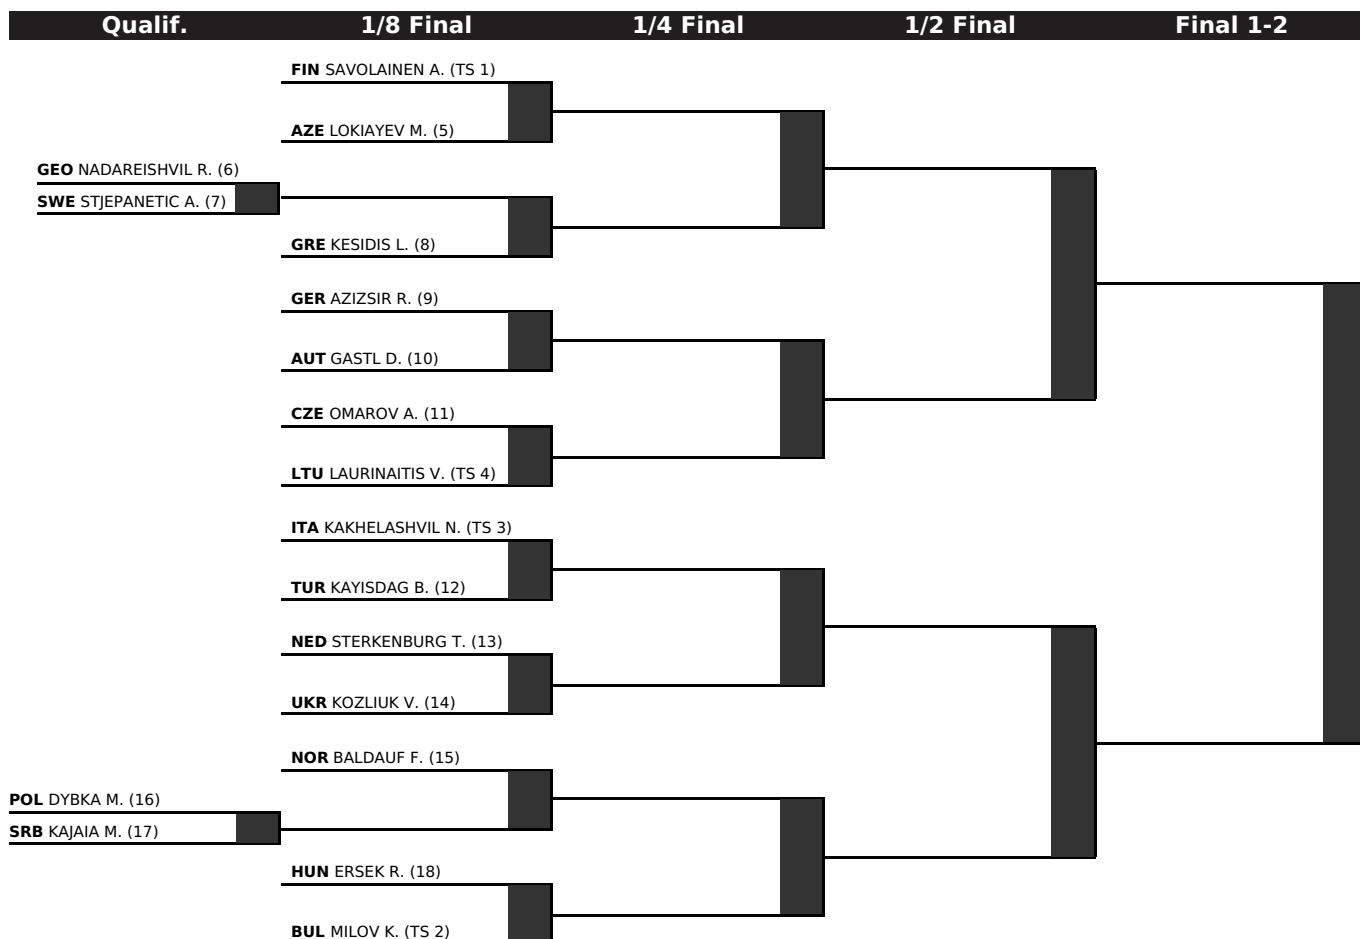 Qualif. 1/8 Final 1/4 Final 1/2 Final Final 1-2
FIN SAVOLAINEN A. (TS 1)
AZE LOKIAYEV M. (5)
GEO NADAREISHVIL R. (6)
SWE STJEPANETIC A. (7)
GRE KESIDIS L. (8)
GER AZIZSIR R. (9)
AUT GASTL D. (10)
CZE OMAROV A. (11)
LTU LAURINAITIS V. (TS 4)
ITA KAKHELASHVIL N. (TS 3)
TUR KAYISDAG B. (12)
NED STERKENBURG T. (13)
UKR KOZLIUK V. (14)
NOR BALDAUF F. (15)
POL DYBKA M. (16)
SRB KAJAIA M. (17)
HUN ERSEK R. (18)
BUL MILOV K. (TS 2)